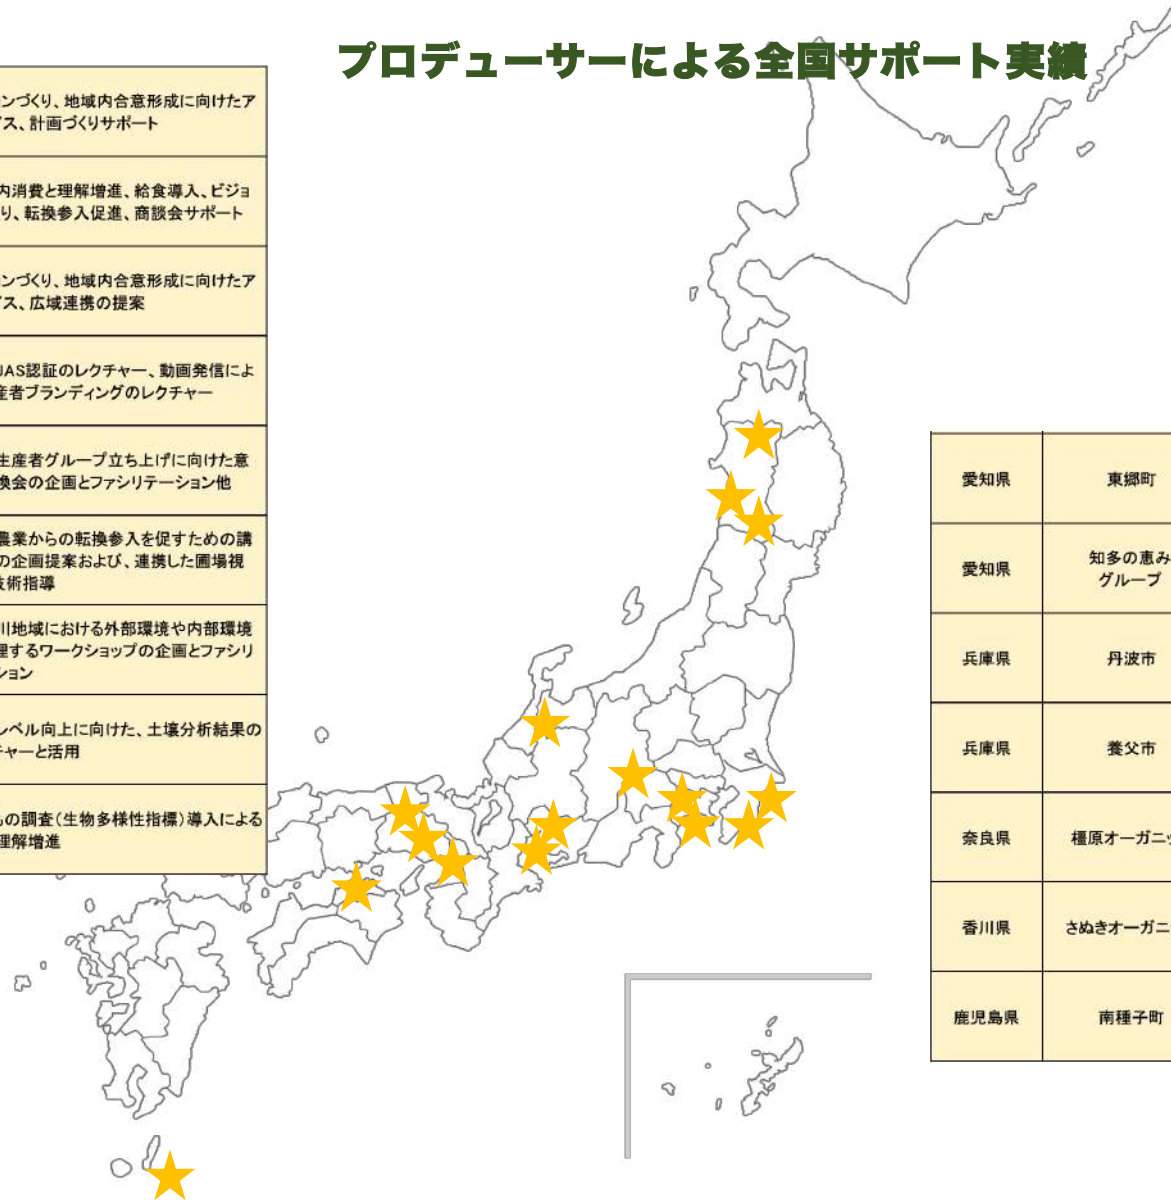 プロデューサーによる全国サポート実績
ンづくり、地域内合意形成に向けたア
ス、計画づくりサポート
内消費と理解増進、給食導入、ビジョ
り、転換参入促進、商談会サポート
ンづくり、地域内合意形成に向けたア
ス、広域連携の提案
JAS認証のレクチャー、動画発信によ
産者ブランディングのレクチャー
生産者グループ立ち上げに向けた意
換会の企画とファシリテーション他
農業からの転換参入を促すための講
の企画提案および、連携した圃場視
技術指導
川地域における外部環境や内部環境
理するワークショップの企画とファシリ
ション
レベル向上に向けた、土壌分析結果の
チャーと活用
の調査(生物多様性指標)導入による
理解増進
愛知県 東郷町
愛知県 知多の恵み
グループ
兵庫県 丹波市
兵庫県 養父市
奈良県 橿原オーガニッ
香川県 さぬきオーガニ
鹿児島県 南種子町